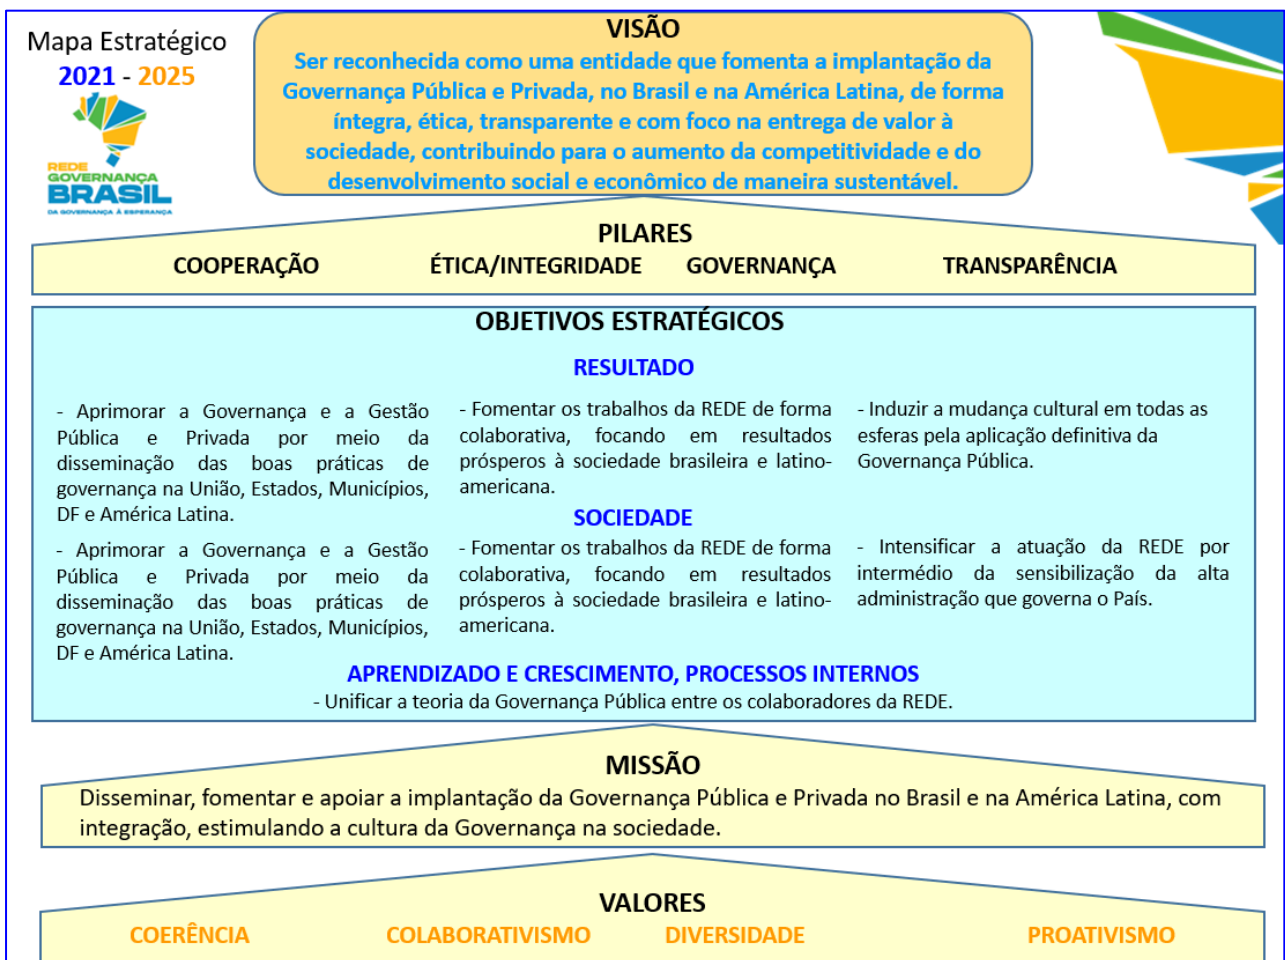 Mapa Estratégico
2021 - 2025
REDE
GOVERNANÇA
BRASIL
DA GOVERNANÇA À ESPERANÇA
VISÃO
Ser reconhecida como uma entidade que fomenta a implantação da
Governança Pública e Privada, no Brasil e na América Latina, de forma
íntegra, ética, transparente e com foco na entrega de valor à
sociedade, contribuindo para o aumento da competitividade e do
desenvolvimento social e econômico de maneira sustentável.
PILARES
COOPERAÇÃO ÉTICA/INTEGRIDADE GOVERNANÇA TRANSPARÊNCIA
OBJETIVOS ESTRATÉGICOS
RESULTADO
- Aprimorar a Governança e a Gestão
Pública e Privada por meio da
disseminação das boas práticas de
governança na União, Estados, Municípios,
DF e América Latina.
- Fomentar os trabalhos da REDE de forma
colaborativa, focando em resultados
prósperos à sociedade brasileira e latino-
americana.
- Induzir a mudança cultural em todas as
esferas pela aplicação definitiva da
Governança Pública.
SOCIEDADE
- Aprimorar a Governança e a Gestão
Pública e Privada por meio da
disseminação das boas práticas de
governança na União, Estados, Municípios,
DF e América Latina.
- Fomentar os trabalhos da REDE de forma
colaborativa, focando em resultados
prósperos à sociedade brasileira e latino-
americana.
- Intensificar a atuação da REDE por
intermédio da sensibilização da alta
administração que governa o País.
APRENDIZADO E CRESCIMENTO, PROCESSOS INTERNOS
- Unificar a teoria da Governança Pública entre os colaboradores da REDE.
MISSÃO
Disseminar, fomentar e apoiar a implantação da Governança Pública e Privada no Brasil e na América Latina, com
integração, estimulando a cultura da Governança na sociedade.
VALORES
COERÊNCIA COLABORATIVISMO DIVERSIDADE PROATIVISMO